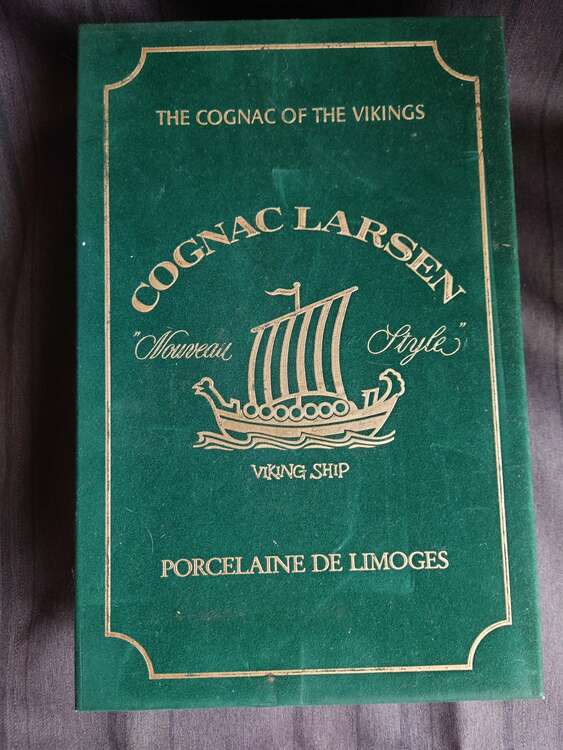 THE COGNAC OF THE VIKINGS
COGNAC LARSEN
"Nouveau Style"
VIKING SHIP
PORCELAINE DE LIMOGES